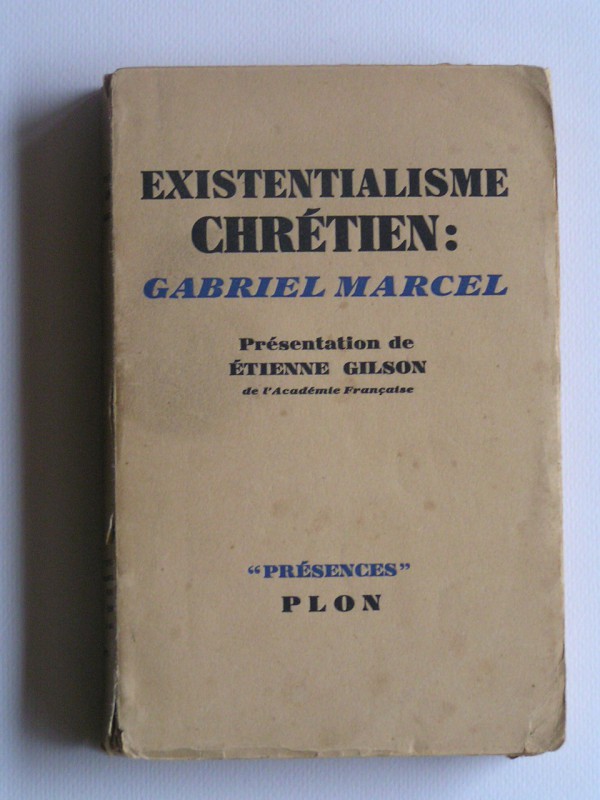 EXISTENTIALISME
CHRÉTIEN:
GABRIEL MARCEL
Présentation de
ÉTIENNE GILSON
de l'Académie Française
"PRÉSENCES"
PLON